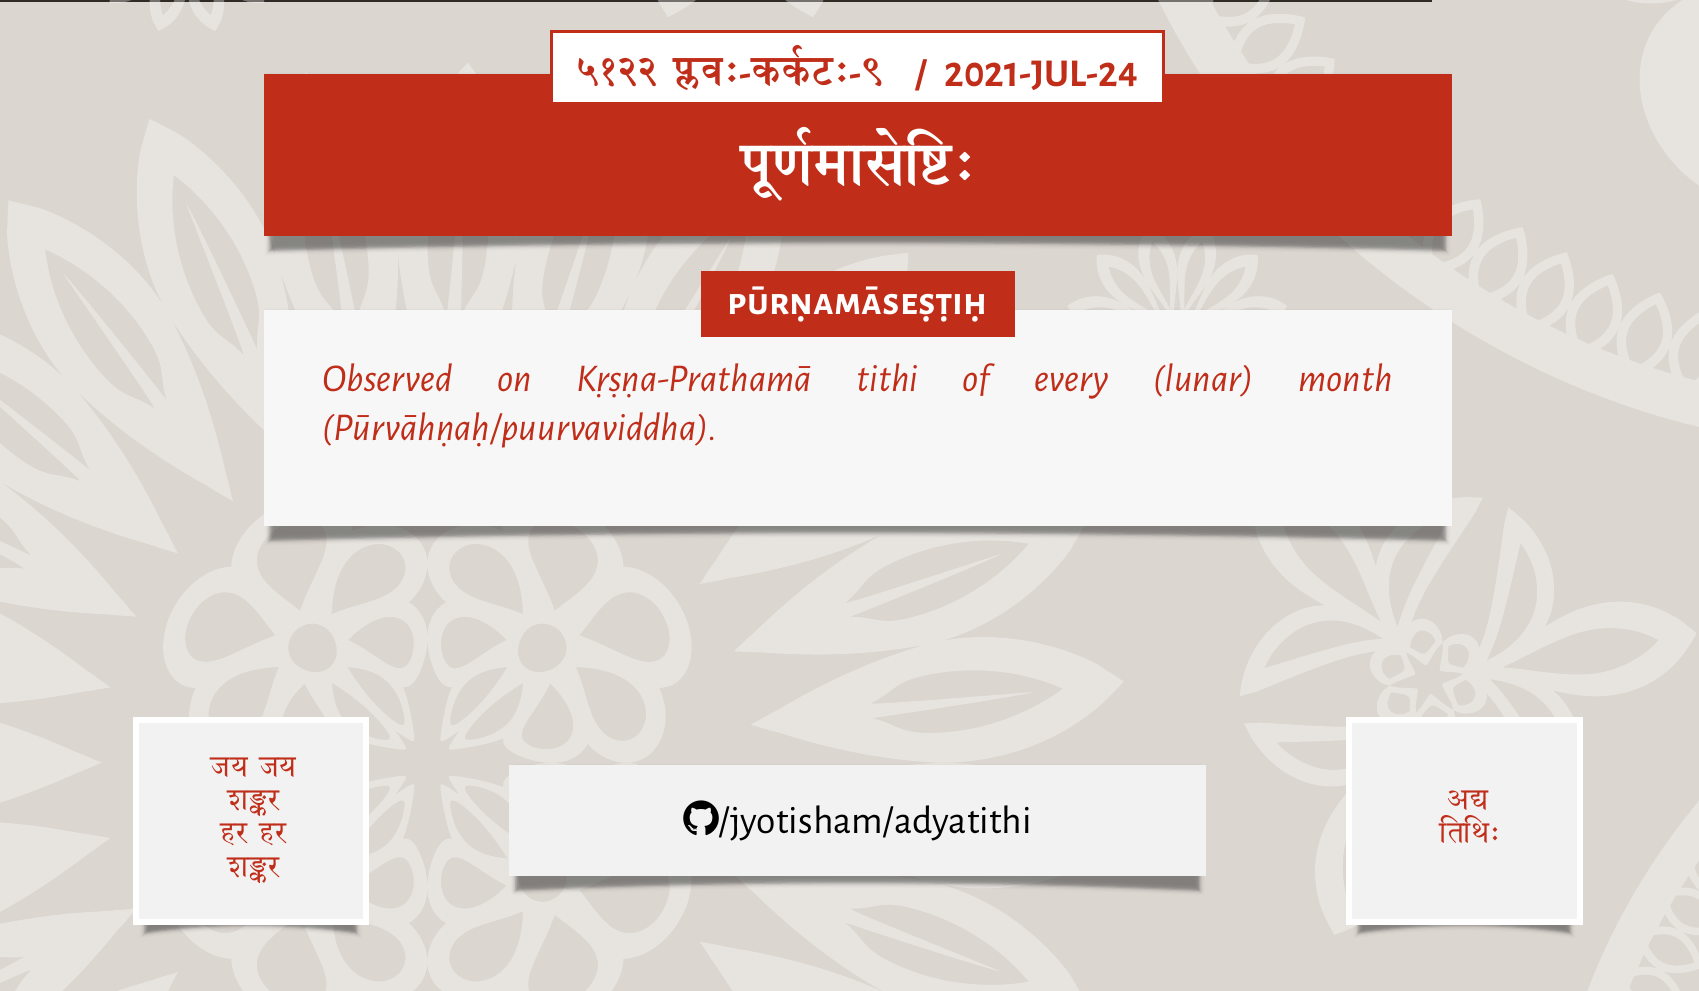 ५१२२ प्लवः-कर्कटः-९ / 2021-JUL-24
पूर्णमासेष्टिः
PŪRṆAMĀSEṢṬIḤ
Observed on Kṛṣṇa-Prathamā tithi of every (lunar) month
(Pūrvāhṇaḥ/puurvaviddha).
जय जय
शङ्कर
हर हर
शङ्कर
/jyotisham/adyatithi
अद्य
तिथिः